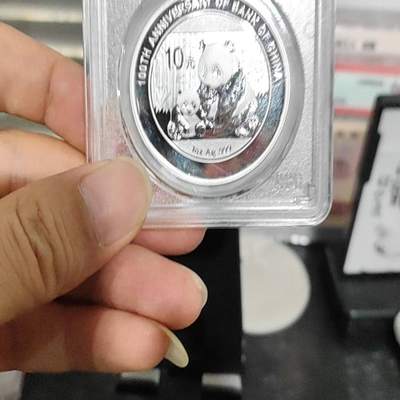 100TH ANNIVERSARY OF BANK OF CHINA
10元
1oz Ag .999